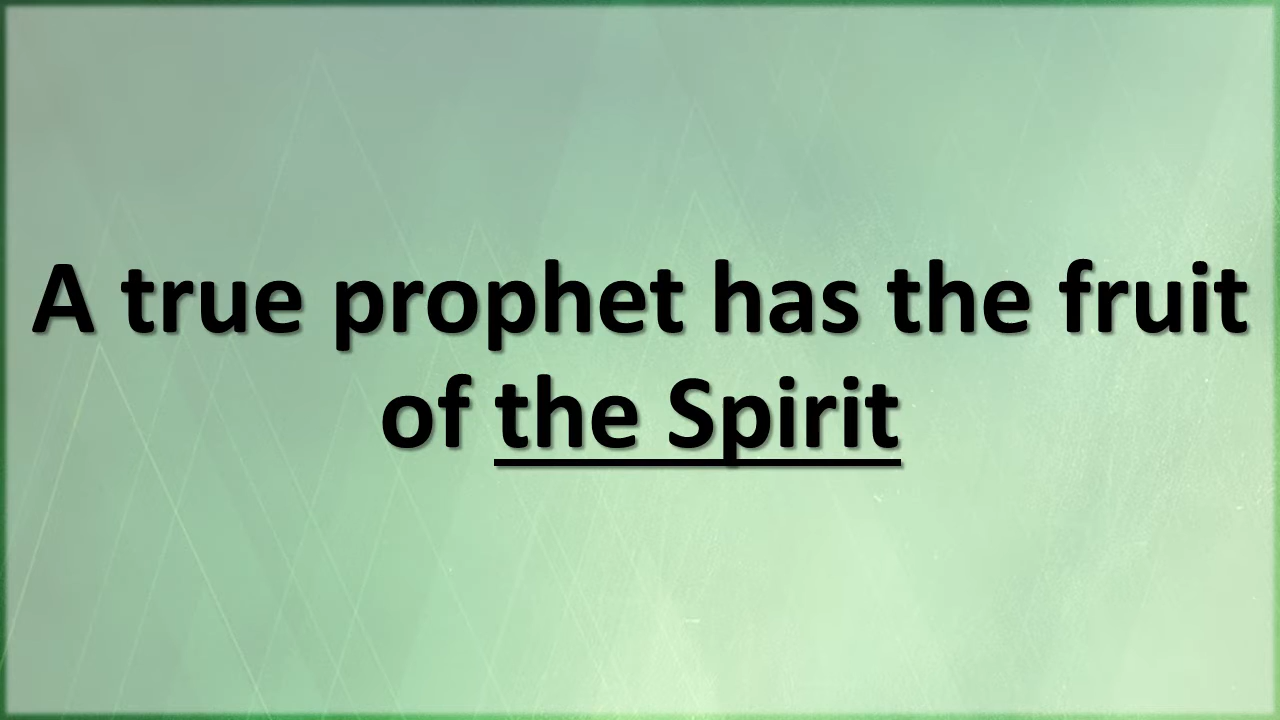 A true prophet has the fruit
of the Spirit